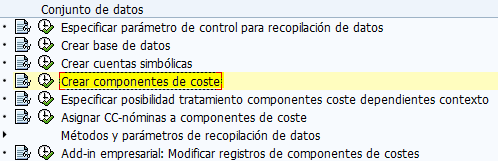 Conjunto de datos
Especificar parámetro de control para recopilación de datos
Crear base de datos
Crear cuentas simbólicas
Crear componentes de coste
Especificar posibilidad tratamiento componentes coste dependientes contexto
Asignar CC-nóminas a componentes de coste
Métodos y parámetros de recopilación de datos
Add-in empresarial: Modificar registros de componentes de costes